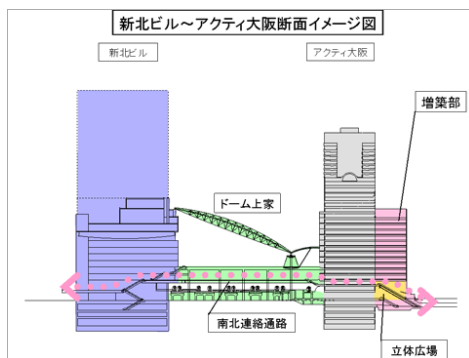 新北ビル～アクティ大阪断面イメージ図
新北ビル
アクティ大阪
増築部
ドーム上家
南北連絡通路
立体広場